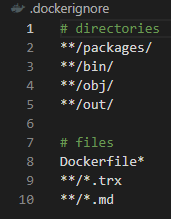 .dockerignore
1 # directories
2 **/packages/
3 **/bin/
4 **/obj/
5 **/out/
6
7 # files
8 Dockerfile*
9 **/*.trx
10 **/*.md